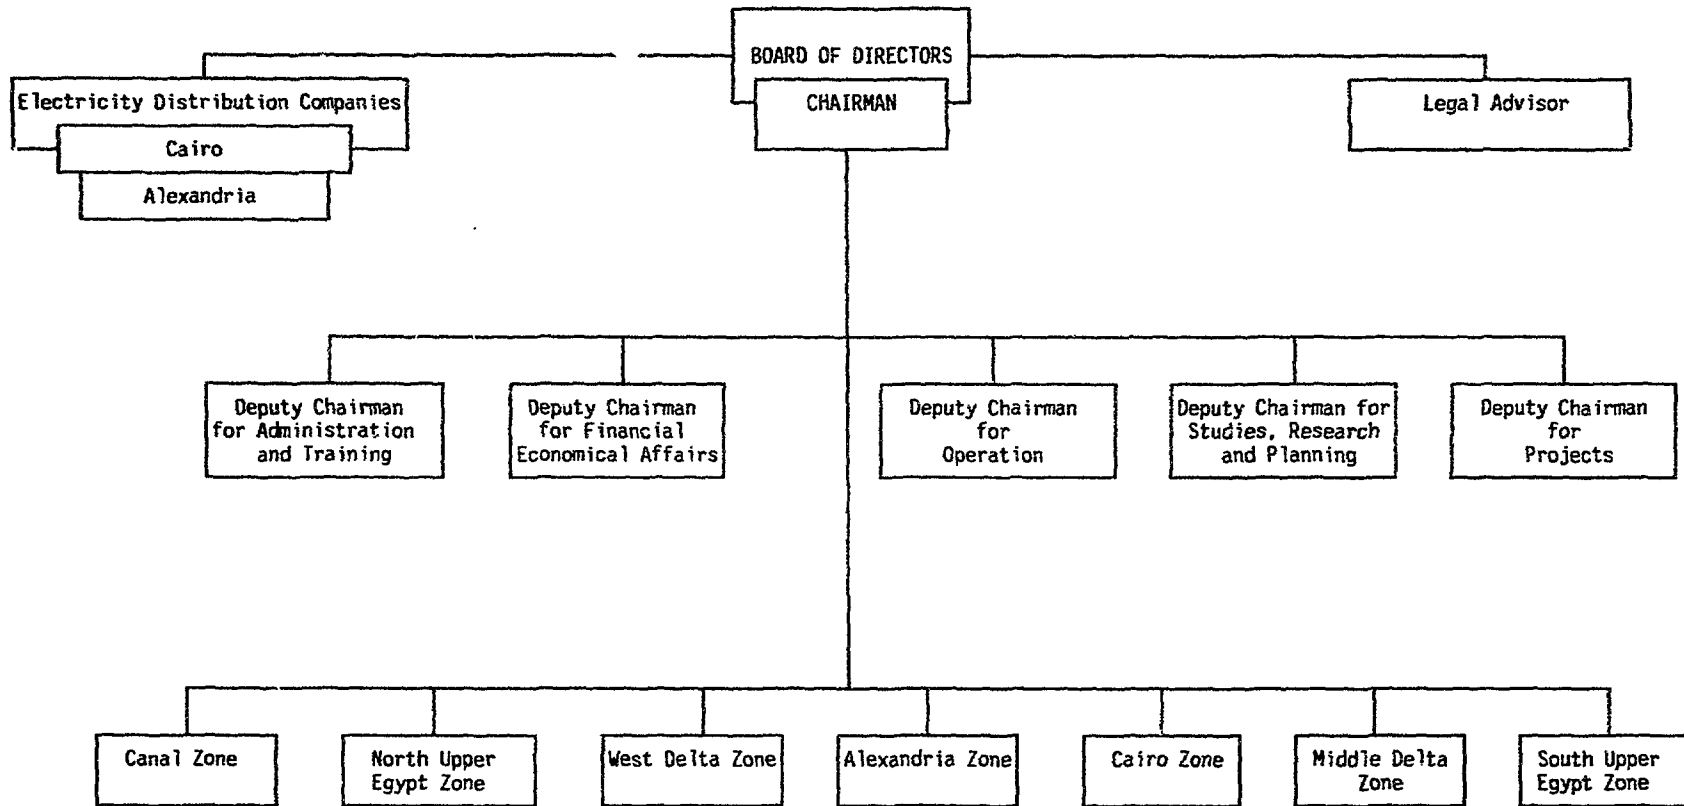 BOARD OF DIRECTORS
CHAIRMAN
Electricity Distribution Companies
Cairo
Alexandria
Legal Advisor
Deputy Chairman
for Administration
and Training
Deputy Chairman
for Financial
Economical Affairs
Deputy Chairman
for
Operation
Deputy Chairman for
Studies, Research
and Planning
Deputy Chairman
for
Projects
Canal Zone
North Upper
Egypt Zone
West Delta Zone
Alexandria Zone
Cairo Zone
Middle Delta
Zone
South Upper
Egypt Zone